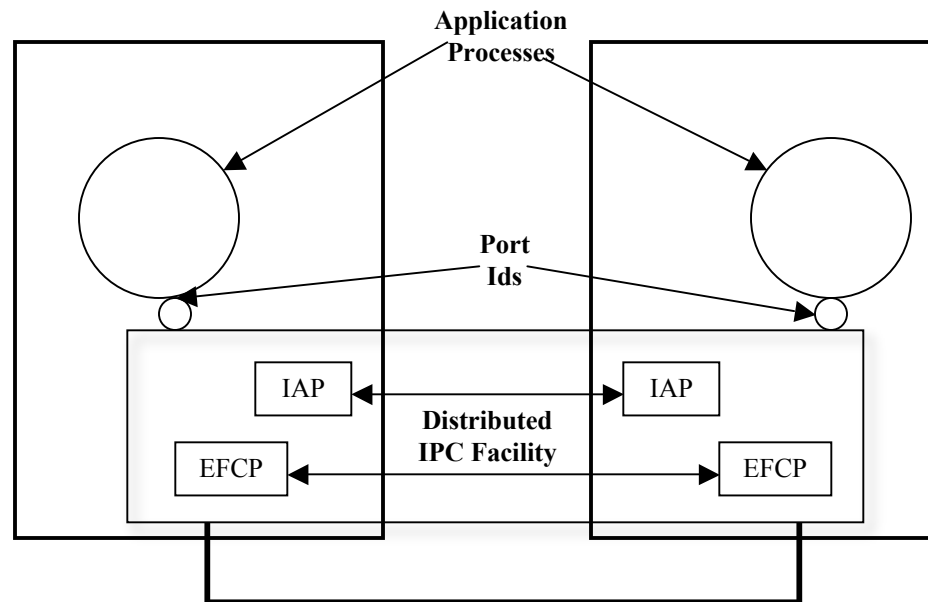 Application
Processes
Port
Ids
IAP
IAP
Distributed
IPC Facility
EFCP
EFCP